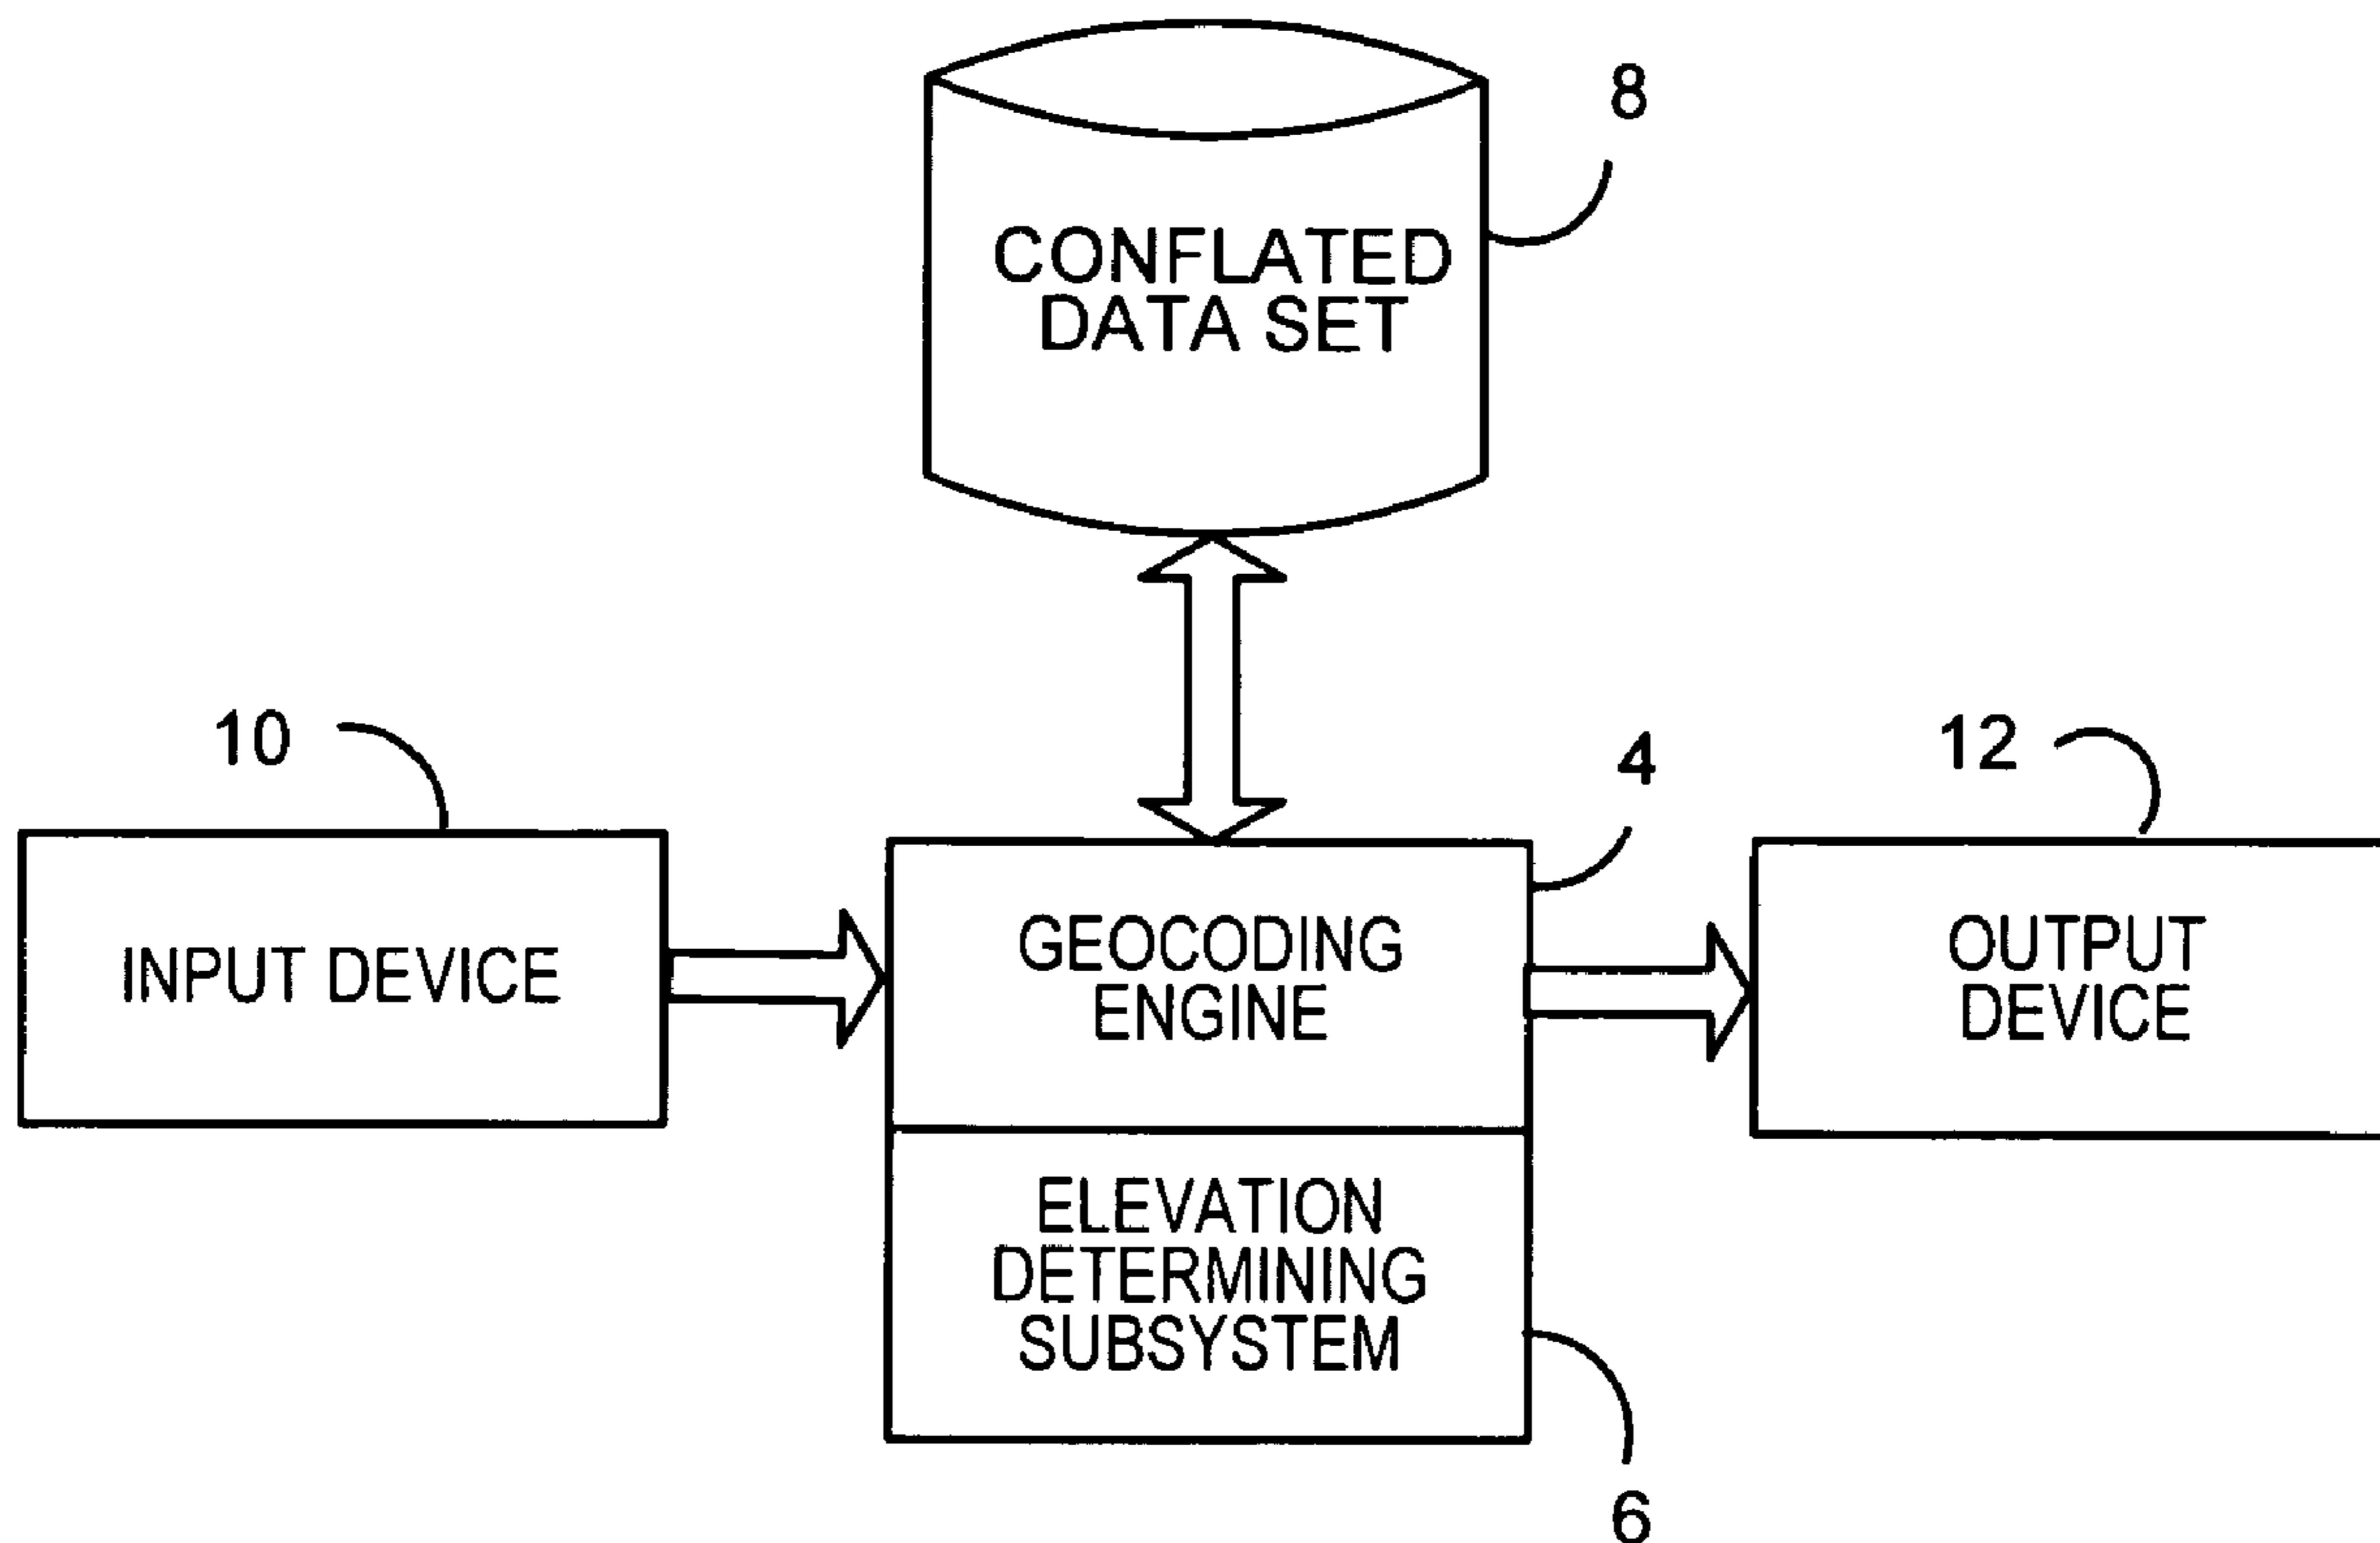 8
CONFLATED
DATA SET
10
4
12
INPUT DEVICE
GEOCODING
ENGINE
OUTPUT
DEVICE
ELEVATION
DETERMINING
SUBSYSTEM
6